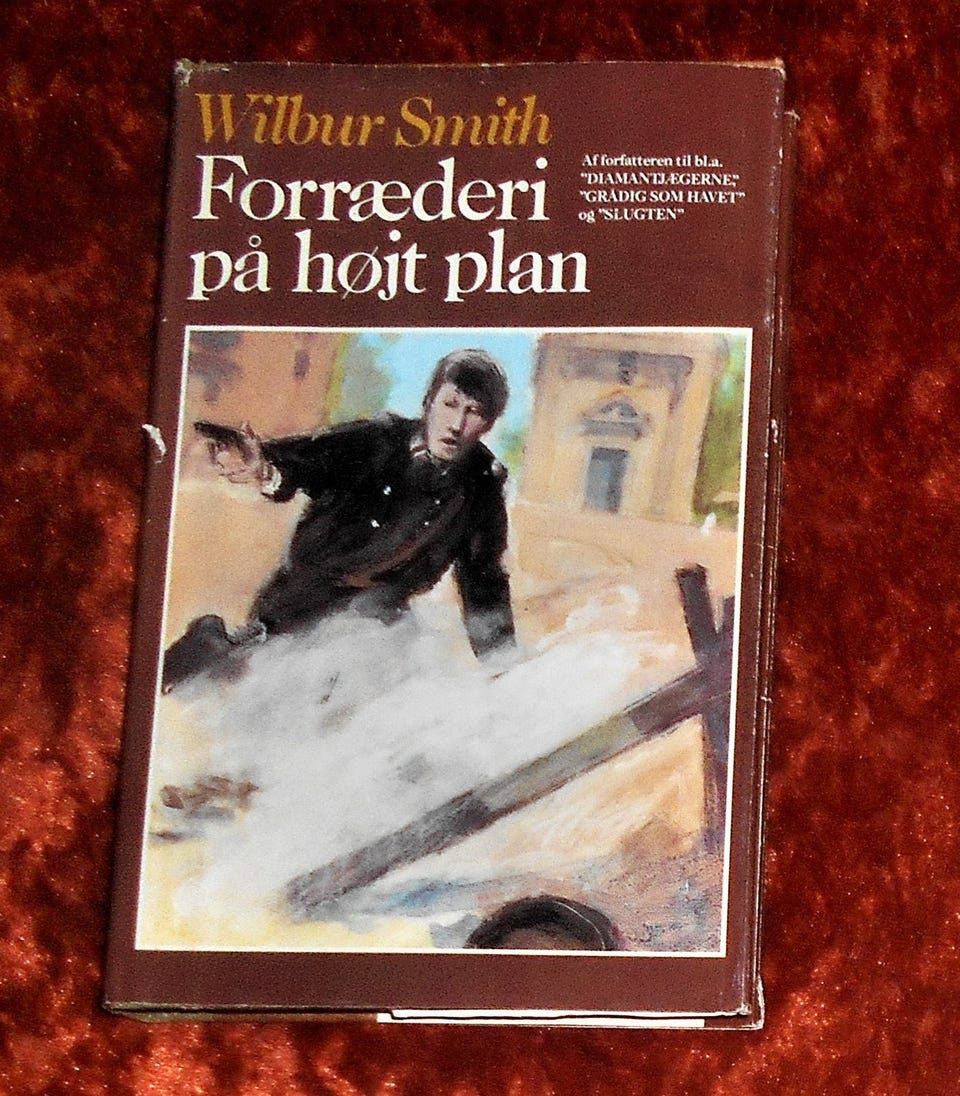 Wilbur Smith
Forræderi
på højt plan
Af forfatteren til bl.a.
"DIAMANTJÆGERNE,"
"GRÅDIG SOM HAVET"
og "SLUGTEN"